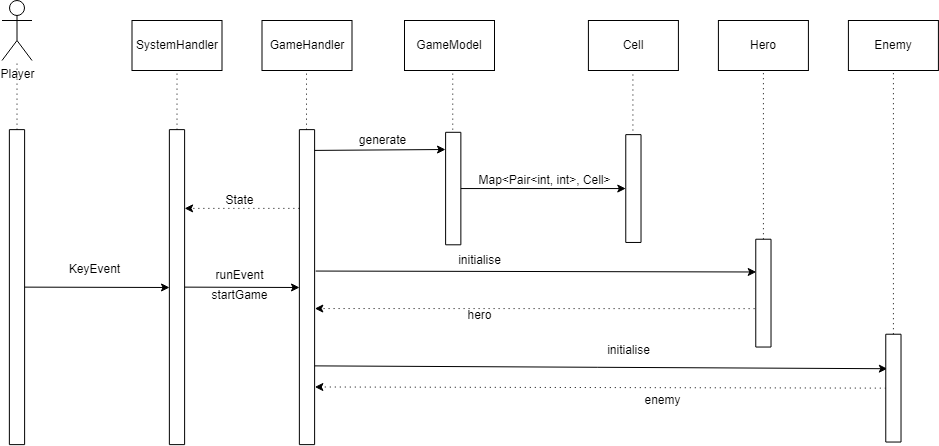 Player
SystemHandler
GameHandler
GameModel
Cell
Hero
Enemy
generate
Map<Pair<int, int>, Cell>
State
initialise
KeyEvent
runEvent
startGame
hero
initialise
enemy